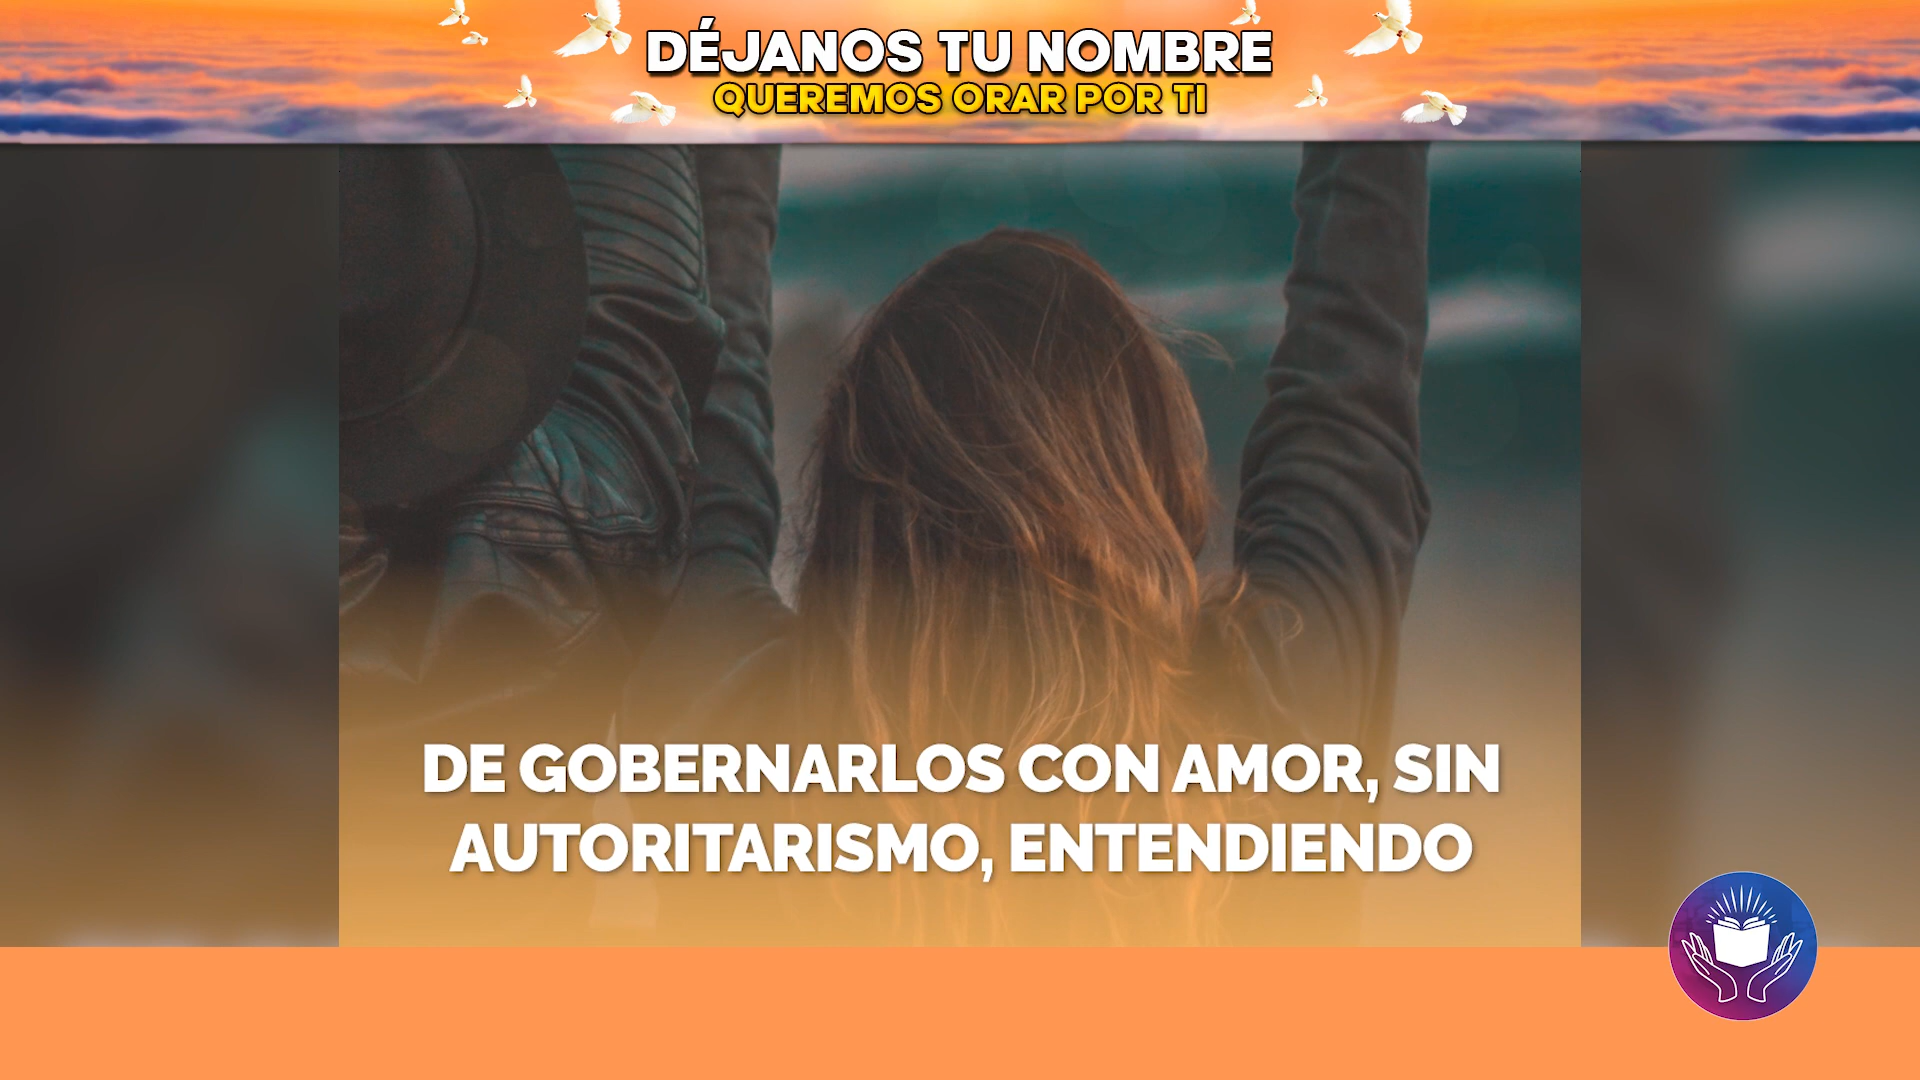 DÉJANOS TU NOMBRE
QUEREMOS ORAR POR TI
DE GOBERNARLOS CON AMOR, SIN
AUTORITARISMO, ENTENDIENDO